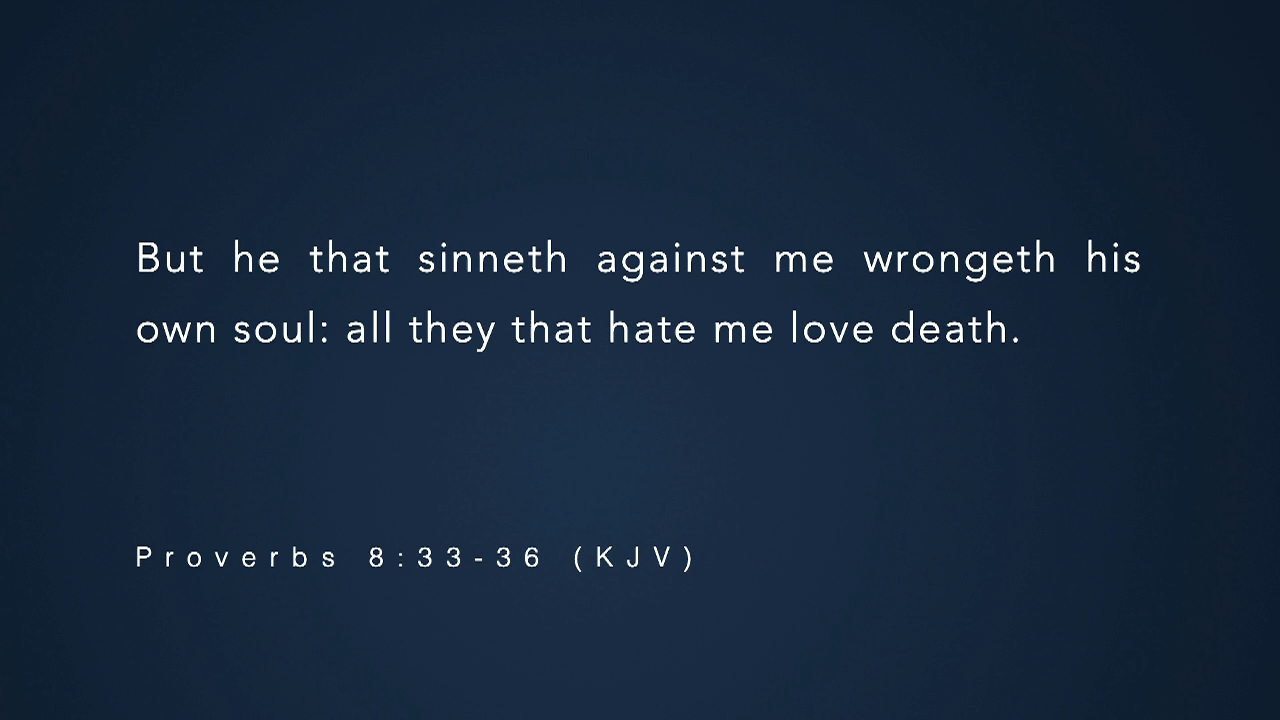 But he that sinneth against me wrongeth his
own soul: all they that hate me love death.
Proverbs 8:33-36 (KJV)